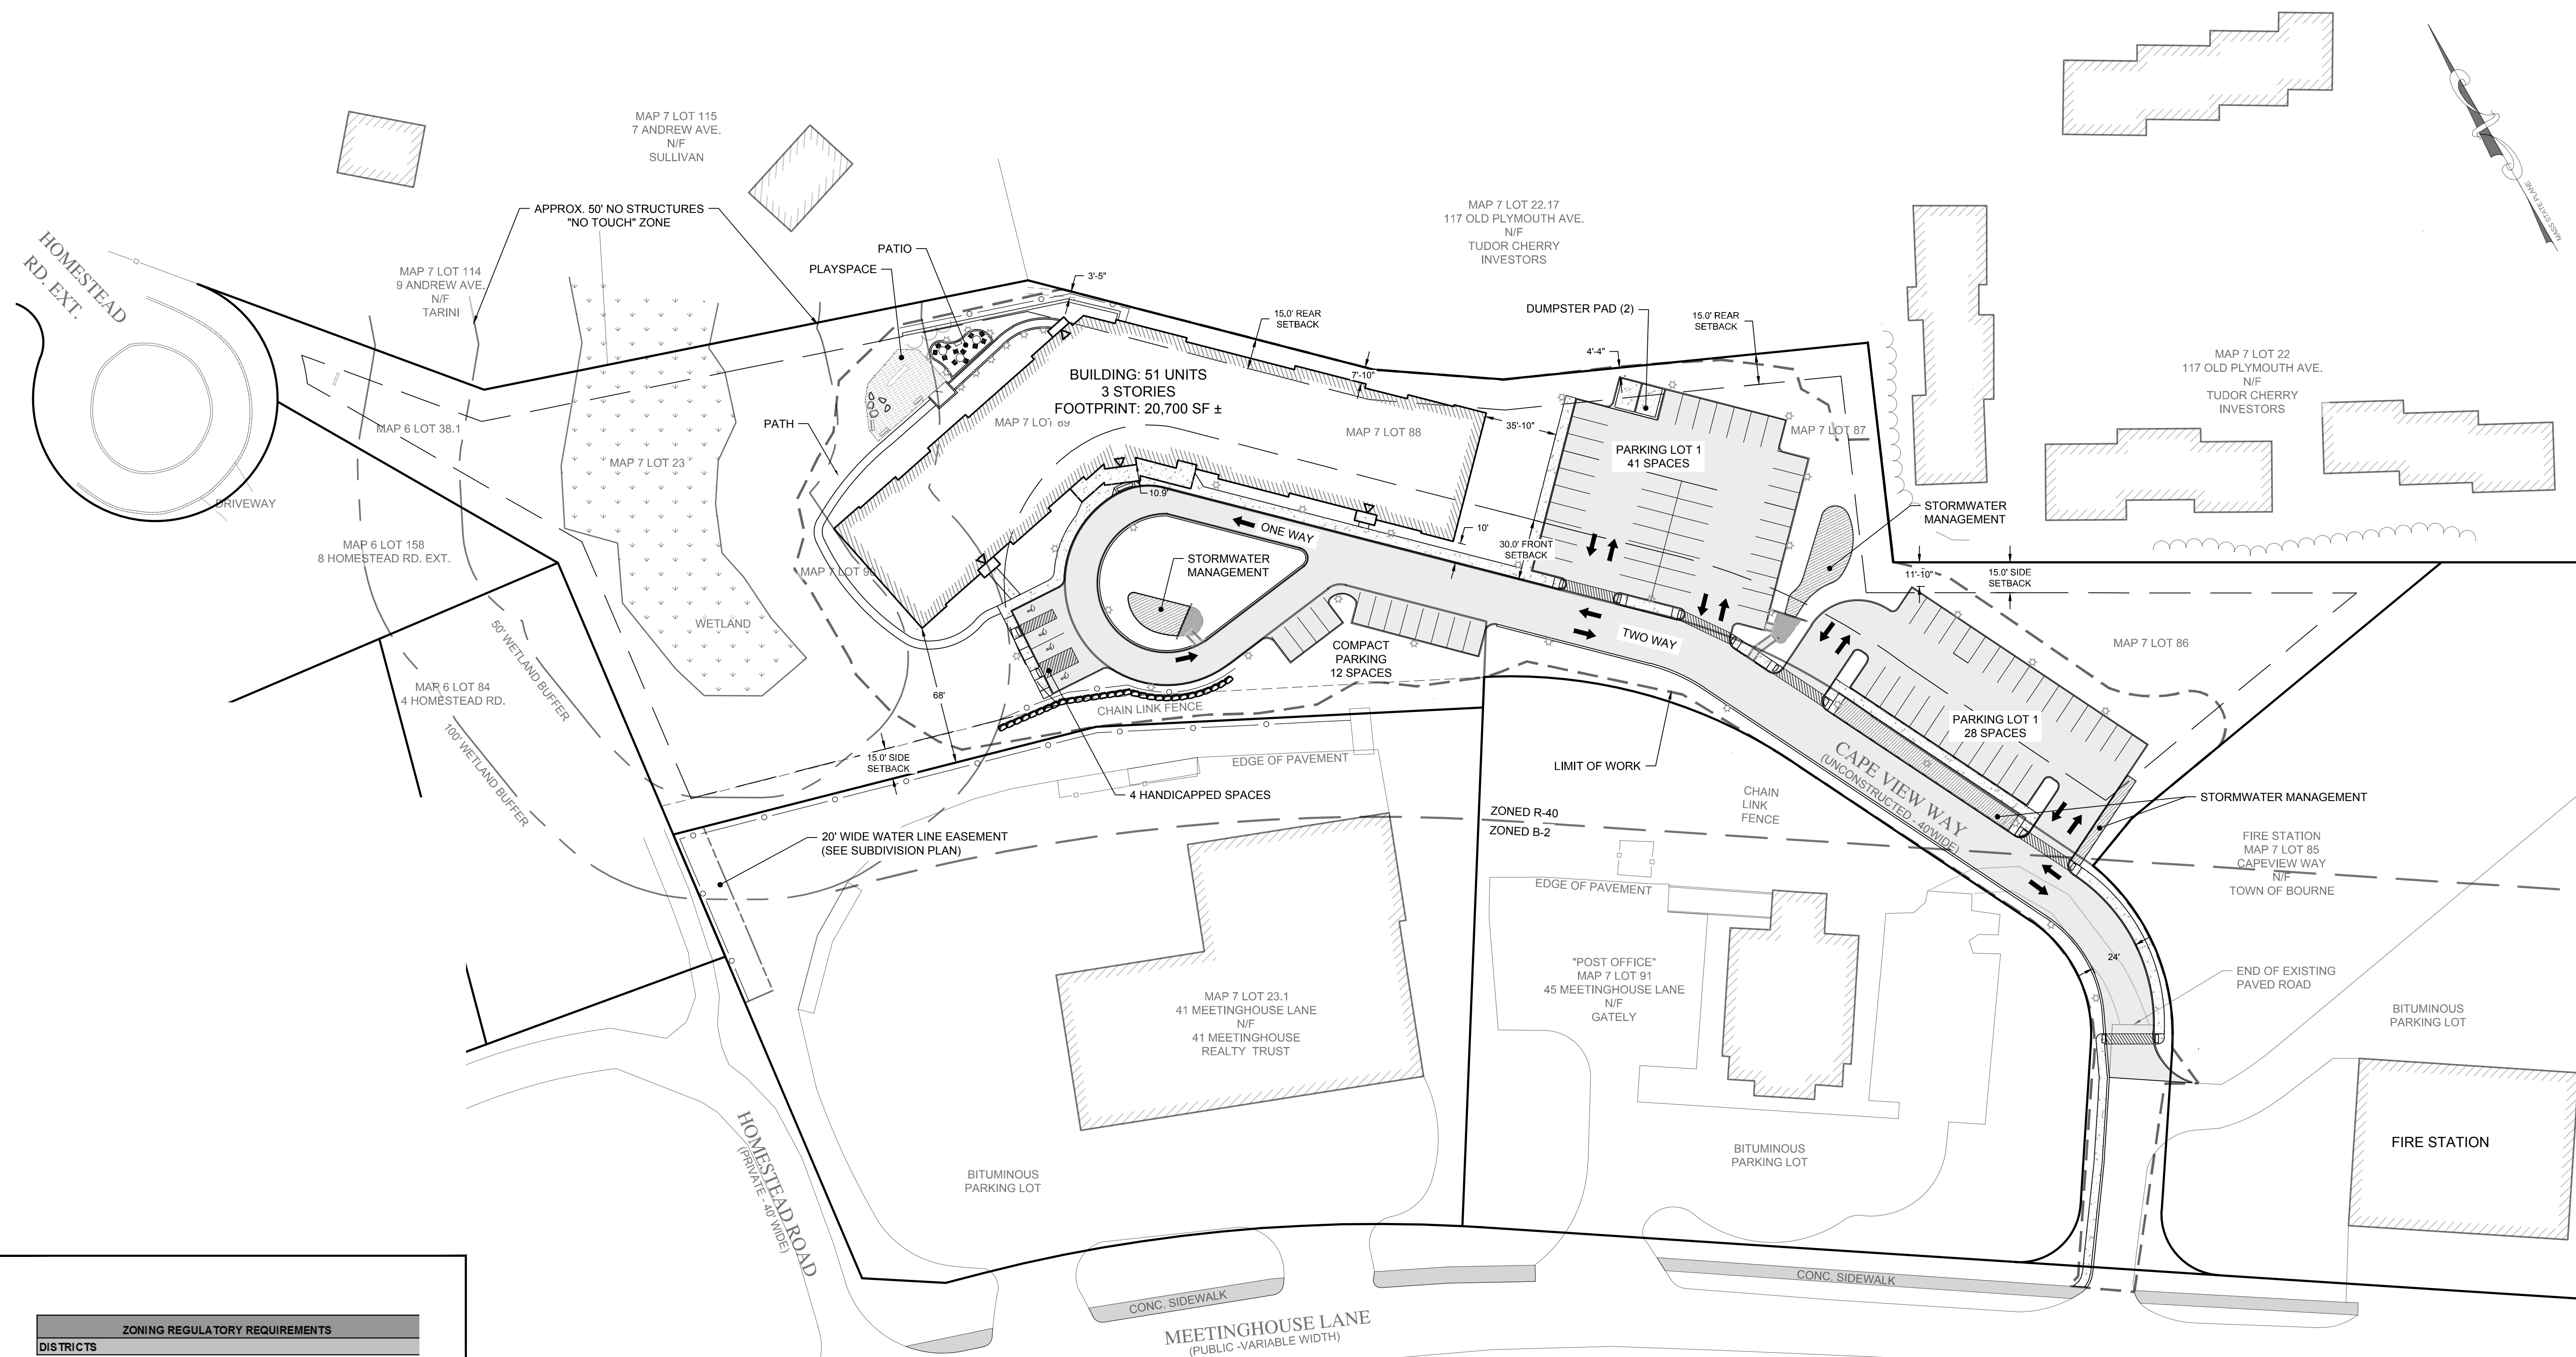 MAP 7 LOT 115
7 ANDREW AVE.
N/F
SULLIVAN
MASS STATE PLANE
APPROX. 50' NO STRUCTURES
"NO TOUCH" ZONE
MAP 7 LOT 22.17
117 OLD PLYMOUTH AVE.
N/F
TUDOR CHERRY
INVESTORS
HOMESTEAD
RD. EXT.
PATIO
PLAYSPACE
MAP 7 LOT 114
9 ANDREW AVE.
N/F
TARINI
3'-5"
15.0' REAR
SETBACK
DUMPSTER PAD (2)
15.0' REAR
SETBACK
4'-4"
MAP 7 LOT 22
117 OLD PLYMOUTH AVE.
N/F
TUDOR CHERRY
INVESTORS
BUILDING: 51 UNITS
3 STORIES
FOOTPRINT: 20,700 SF ±
7'-10"
MAP 7 LOT 89
MAP 7 LOT 88
35'-10"
MAP 7 LOT 87
PATH
MAP 6 LOT 38.1
PARKING LOT 1
41 SPACES
MAP 7 LOT 23
10.9'
DRIVEWAY
STORMWATER
MANAGEMENT
ONE WAY
10'
30.0' FRONT
SETBACK
MAP 6 LOT 158
8 HOMESTEAD RD. EXT.
MAP 7 LOT 90
STORMWATER
MANAGEMENT
11'-10"
15.0' SIDE
SETBACK
WETLAND
50' WETLAND BUFFER
TWO WAY
COMPACT
PARKING
12 SPACES
MAP 7 LOT 86
MAP 6 LOT 84
4 HOMESTEAD RD.
68'
CHAIN LINK FENCE
PARKING LOT 1
28 SPACES
100' WETLAND BUFFER
15.0' SIDE
SETBACK
EDGE OF PAVEMENT
LIMIT OF WORK
CAPE VIEW WAY
(UNCONSTRUCTED - 40'WIDE)
4 HANDICAPPED SPACES
CHAIN
LINK
FENCE
STORMWATER MANAGEMENT
ZONED R-40
ZONED B-2
20' WIDE WATER LINE EASEMENT
(SEE SUBDIVISION PLAN)
FIRE STATION
MAP 7 LOT 85
CAPEVIEW WAY
N/F
TOWN OF BOURNE
EDGE OF PAVEMENT
"POST OFFICE"
MAP 7 LOT 91
45 MEETINGHOUSE LANE
N/F
GATELY
24'
END OF EXISTING
PAVED ROAD
MAP 7 LOT 23.1
41 MEETINGHOUSE LANE
N/F
41 MEETINGHOUSE
REALTY TRUST
BITUMINOUS
PARKING LOT
FIRE STATION
HOMESTEAD ROAD
(PRIVATE - 40' WIDE)
BITUMINOUS
PARKING LOT
BITUMINOUS
PARKING LOT
CONC. SIDEWALK
CONC. SIDEWALK
MEETINGHOUSE LANE
(PUBLIC -VARIABLE WIDTH)
ZONING REGULATORY REQUIREMENTS
DISTRICTS